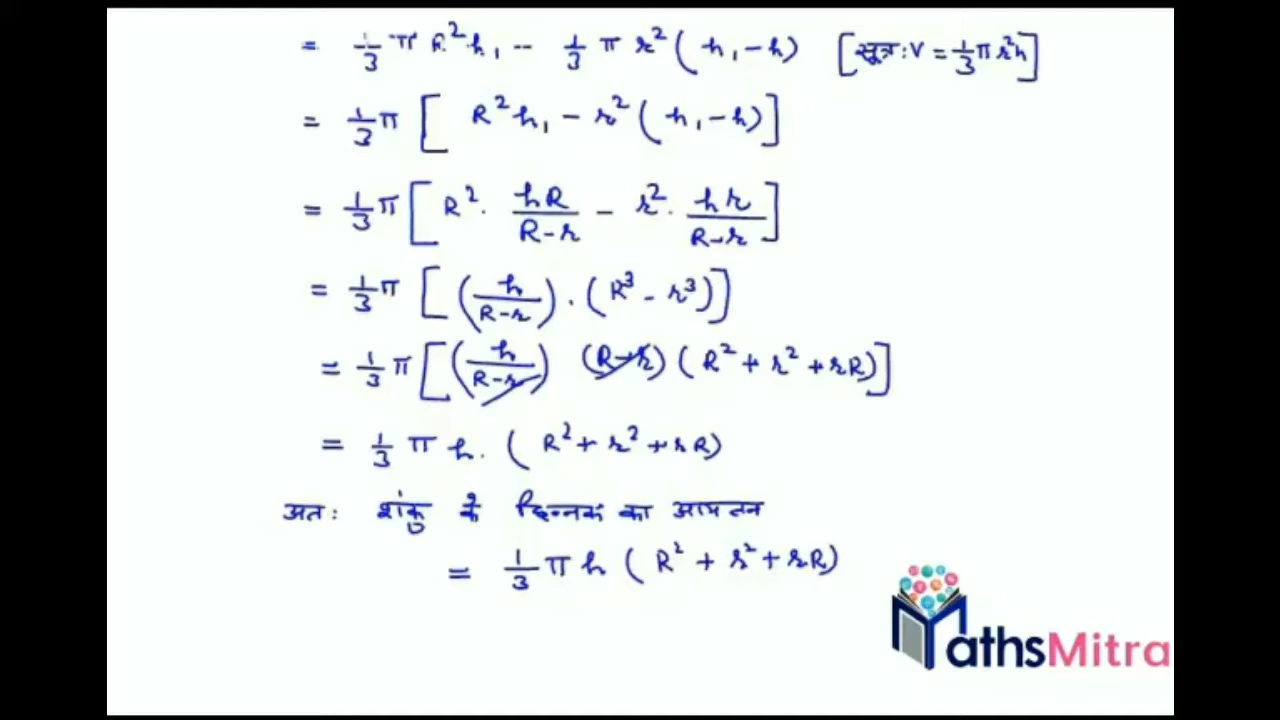 = 1/3 π R²h₁ - 1/3 π r² (h₁-h) [सूत्र: V = 1/3 π r²h]
= 1/3 π [ R²h₁ - r² (h₁-h) ]
= 1/3 π [ R² · hR/(R-r) - r² · hr/(R-r) ]
= 1/3 π [ (h/(R-r)) · (R³ - r³) ]
= 1/3 π [ (h/(R-r)) (R-r) (R² + r² + rR) ]
= 1/3 π h. (R² + r² + rR)
अत: शंकु के छिन्नक का आयतन
= 1/3 π h (R² + r² + rR)
MathsMitra